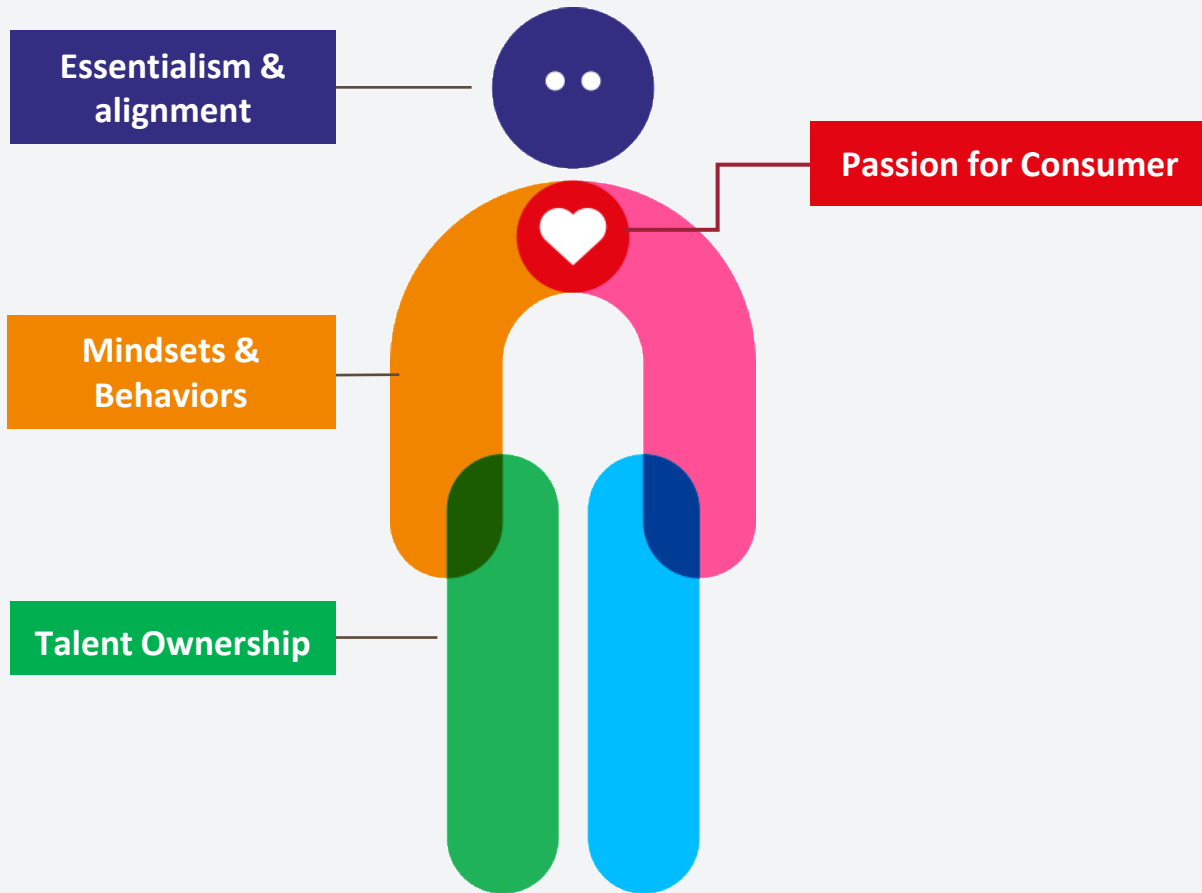 Essentialism &
alignment
Passion for Consumer
Mindsets &
Behaviors
Talent Ownership